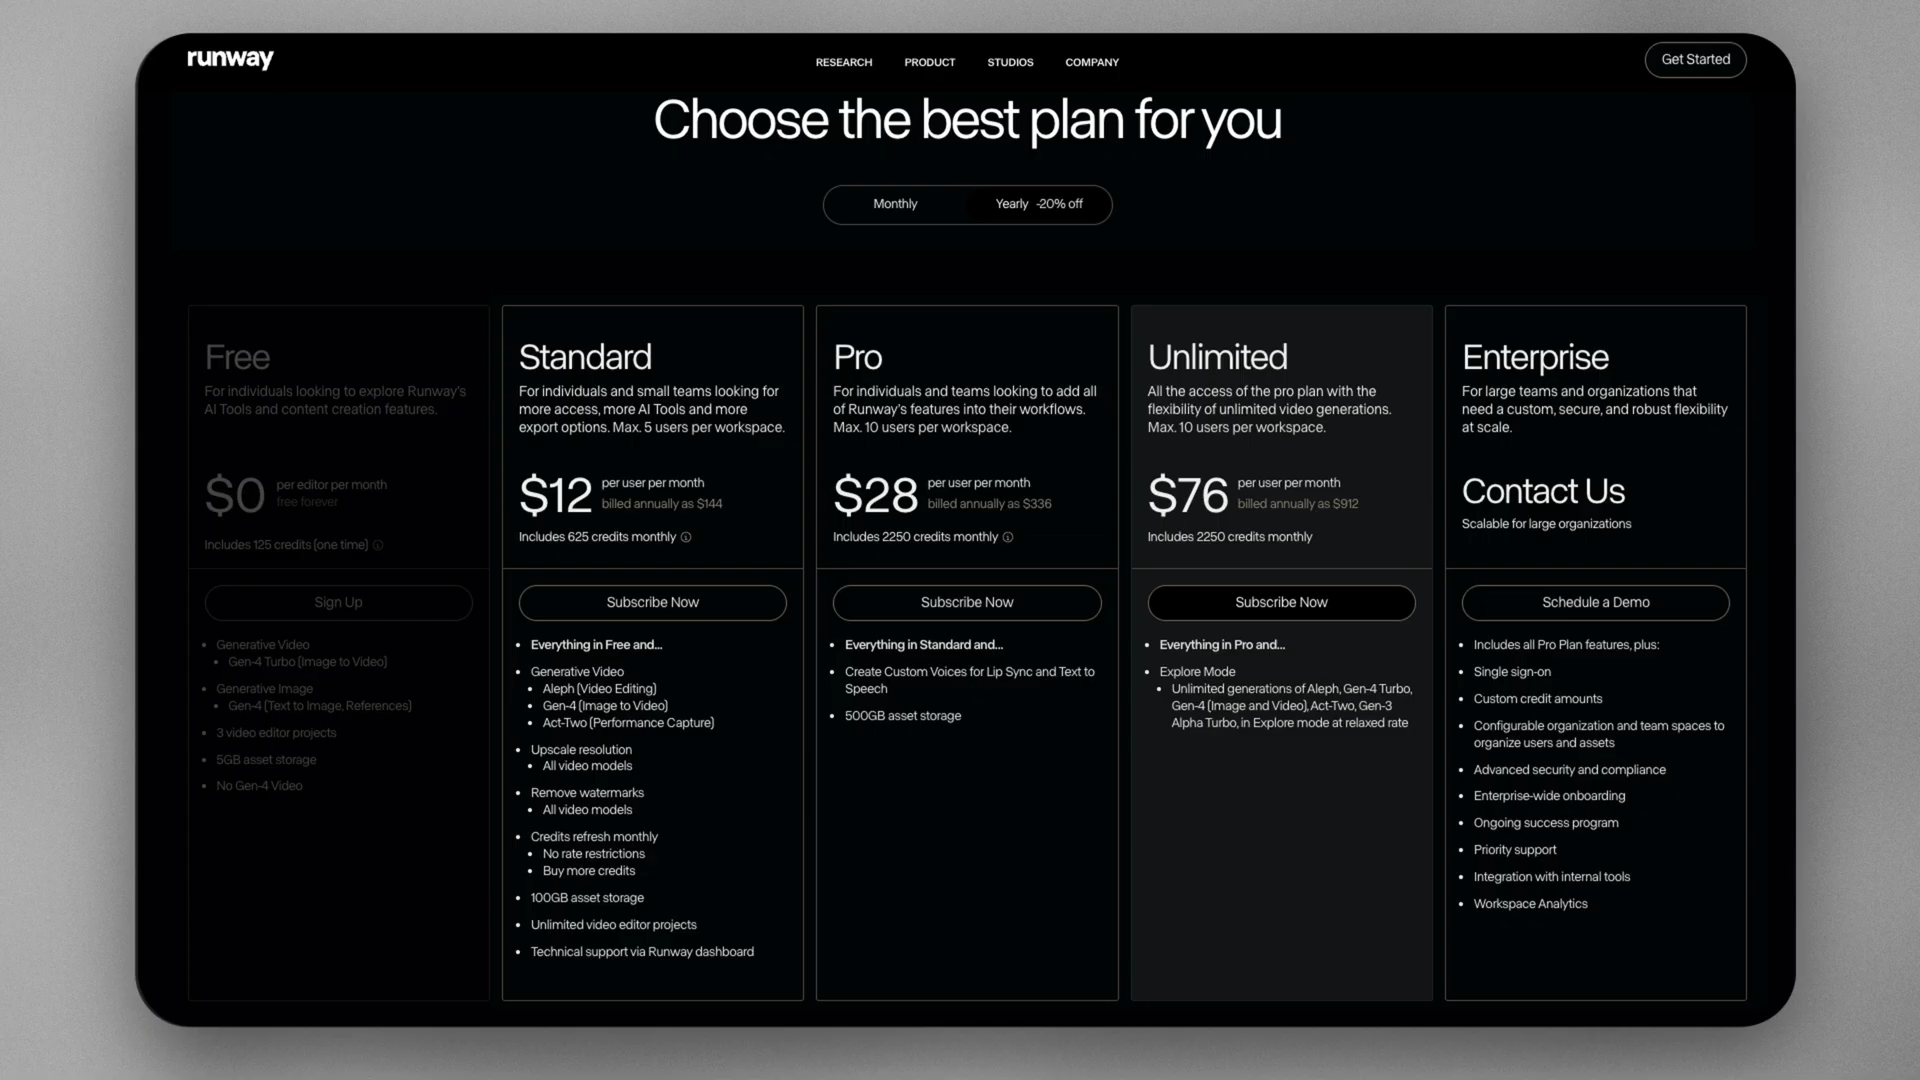 runway
RESEARCH
PRODUCT
STUDIOS
COMPANY
Get Started
Choose the best plan for you
Monthly
Yearly -20% off
Free
For individuals looking to explore Runway's
AI Tools and content creation features.
$0
per editor per month
free forever
Includes 125 credits (one time)
Sign Up
Generative Video
Gen-4 Turbo (Image to Video)
Generative Image
Gen-4 (Text to Image, References)
3 video editor projects
5GB asset storage
No Gen-4 Video
Standard
For individuals and small teams looking for
more access, more AI Tools and more
export options. Max. 5 users per workspace.
$12
per user per month
billed annually as $144
Includes 625 credits monthly
Subscribe Now
Everything in Free and...
Generative Video
Aleph (Video Editing)
Gen-4 (Image to Video)
Act-Two (Performance Capture)
Upscale resolution
All video models
Remove watermarks
All video models
Credits refresh monthly
No rate restrictions
Buy more credits
100GB asset storage
Unlimited video editor projects
Technical support via Runway dashboard
Pro
For individuals and teams looking to add all
of Runway's features into their workflows.
Max. 10 users per workspace.
$28
per user per month
billed annually as $336
Includes 2250 credits monthly
Subscribe Now
Everything in Standard and...
Create Custom Voices for Lip Sync and Text to
Speech
500GB asset storage
Unlimited
All the access of the pro plan with the
flexibility of unlimited video generations.
Max. 10 users per workspace.
$76
per user per month
billed annually as $912
Includes 2250 credits monthly
Subscribe Now
Everything in Pro and...
Explore Mode
Unlimited generations of Aleph, Gen-4 Turbo,
Gen-4 (Image and Video), Act-Two, Gen-3
Alpha Turbo, in Explore mode at relaxed rate
Enterprise
For large teams and organizations that
need a custom, secure, and robust flexibility
at scale.
Contact Us
Scalable for large organizations
Schedule a Demo
Includes all Pro Plan features, plus:
Single sign-on
Custom credit amounts
Configurable organization and team spaces to
organize users and assets
Advanced security and compliance
Enterprise-wide onboarding
Ongoing success program
Priority support
Integration with internal tools
Workspace Analytics